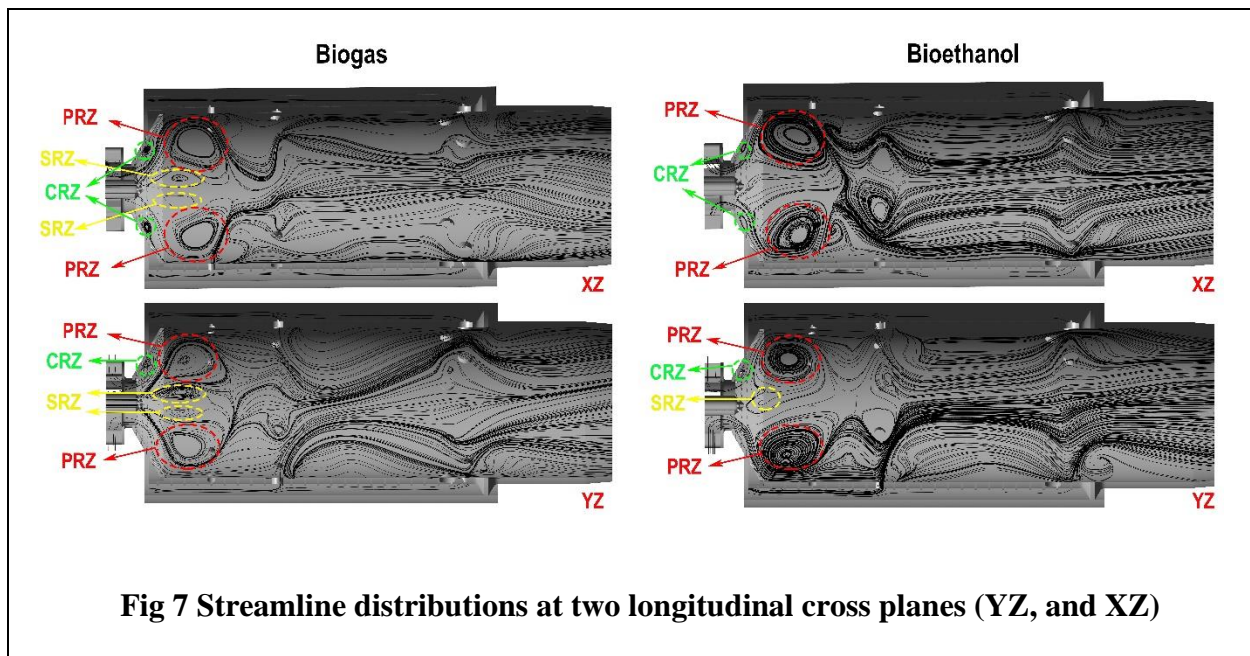 Biogas
Bioethanol
PRZ
SRZ
CRZ
SRZ
PRZ
XZ
PRZ
CRZ
PRZ
XZ
PRZ
CRZ
SRZ
PRZ
YZ
PRZ
CRZ
SRZ
PRZ
YZ
Fig 7 Streamline distributions at two longitudinal cross planes (YZ, and XZ)